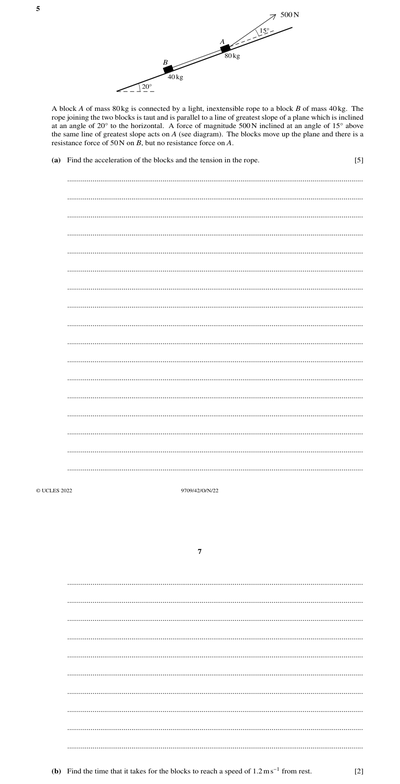 5
500 N
15°
A
80 kg
B
40 kg
20°
A block A of mass 80 kg is connected by a light, inextensible rope to a block B of mass 40 kg. The
rope joining the two blocks is taut and is parallel to a line of greatest slope of a plane which is inclined
at an angle of 20° to the horizontal. A force of magnitude 500 N inclined at an angle of 15° above
the same line of greatest slope acts on A (see diagram). The blocks move up the plane and there is a
resistance force of 50 N on B, but no resistance force on A.
(a) Find the acceleration of the blocks and the tension in the rope. [5]
© UCLES 2022 9709/42/O/N/22
7
(b) Find the time that it takes for the blocks to reach a speed of 1.2 m s⁻¹ from rest. [2]